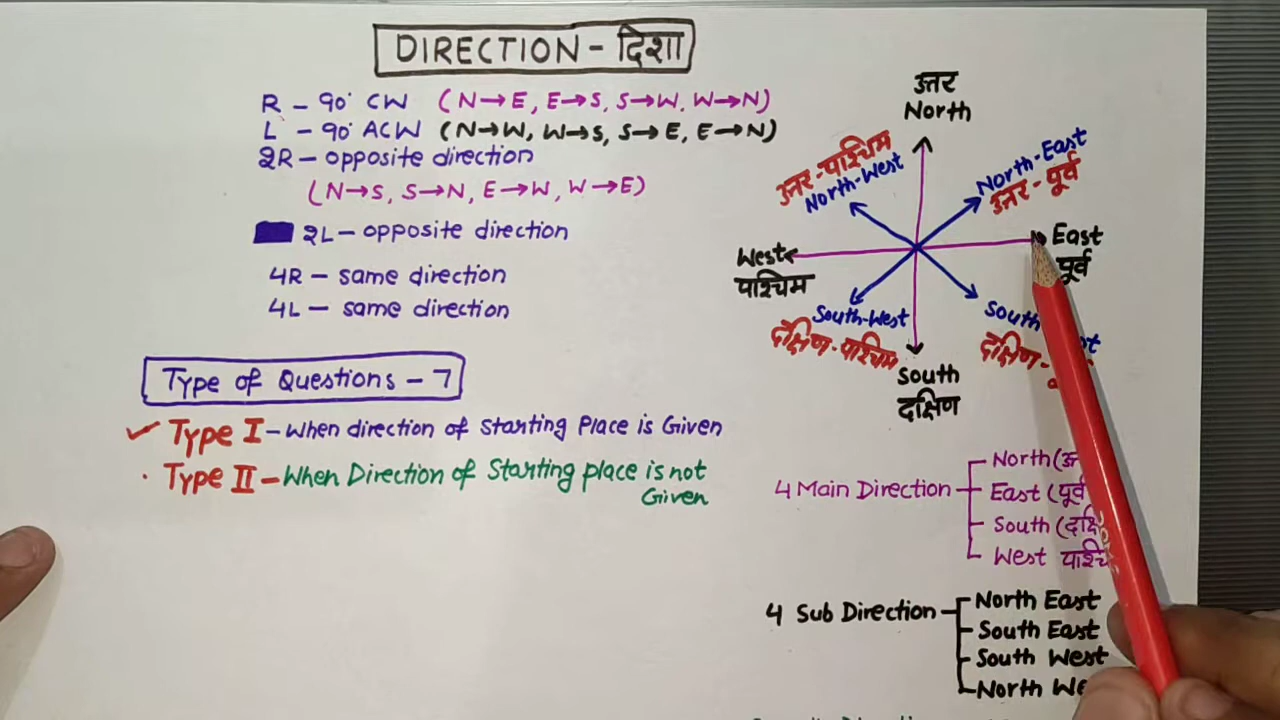 DIRECTION - दिशा
R - 90° CW (N→E, E→S, S→W, W→N)
L - 90° ACW (N→W, W→S, S→E, E→N)
2R - opposite direction
(N→S, S→N, E→W, W→E)
2L - opposite direction
4R - same direction
4L - same direction
Type of Questions - 7
✓ Type I - When direction of Starting Place is Given
· Type II - When Direction of Starting place is not
Given
उत्तर
North
उत्तर-पश्चिम
North-West
North-East
उत्तर-पूर्व
West
पश्चिम
East
पूर्व
South-West
दक्षिण-पश्चिम
South
दक्षिण-
South
दक्षिण
4 Main Direction
North (
East (पूर्व
South (
West पाश्चि
4 Sub Direction
North East
South East
South West
North